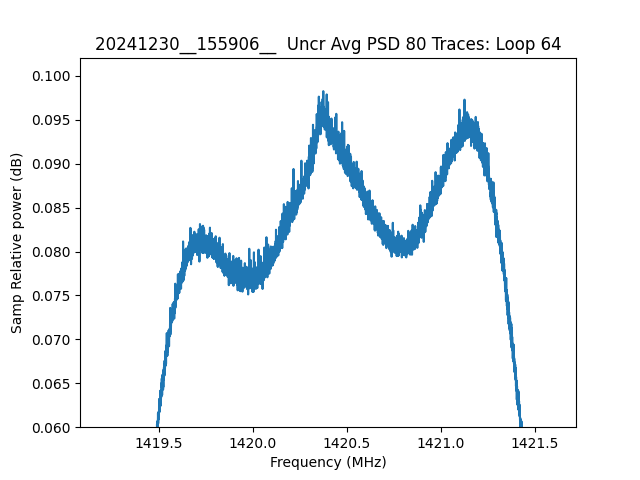 20241230__155906__  Uncr Avg PSD 80 Traces: Loop 64
0.100
0.095
0.090
0.085
0.080
0.075
0.070
0.065
0.060
Samp Relative power (dB)
1419.5 1420.0 1420.5 1421.0 1421.5
Frequency (MHz)